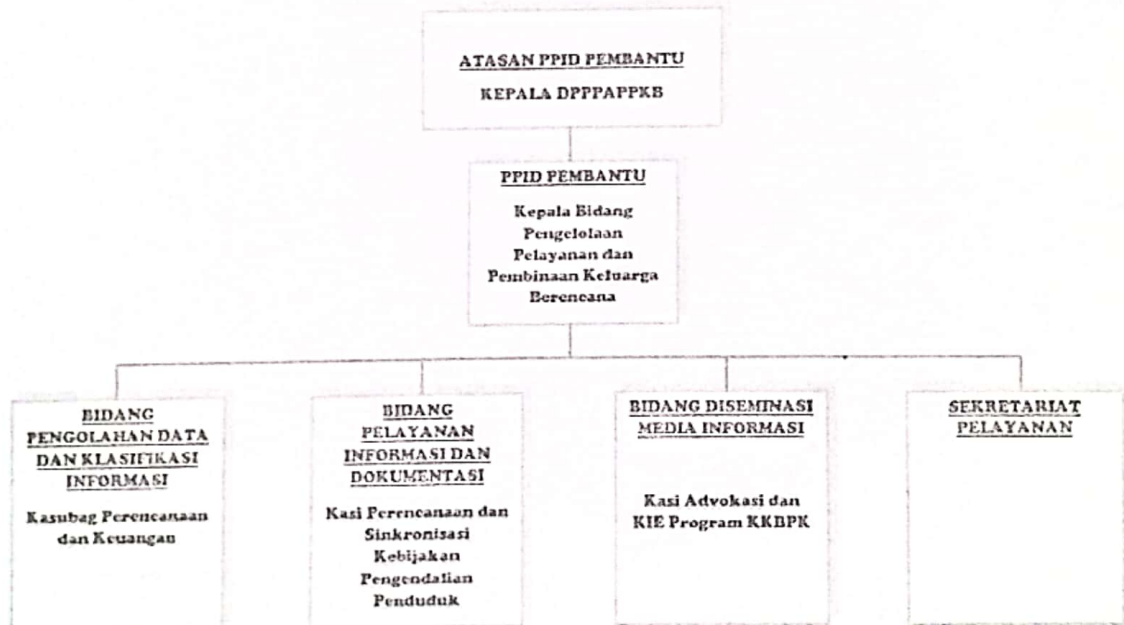 ATASAN PPID PEMBANTU
KEPALA DPPPAPPKB
PPID PEMBANTU
Kepala Bidang
Pengelolaan
Pelayanan dan
Pembinaan Keluarga
Berencana
BIDANG
PENGOLAHAN DATA
DAN KLASIFIKASI
INFORMASI
Kasubag Perencanaan
dan Keuangan
BIDANG
PELAYANAN
INFORMASI DAN
DOKUMENTASI
Kasi Perencanaan dan
Sinkronisasi
Kebijakan
Pengendalian
Penduduk
BIDANG DISEMINASI
MEDIA INFORMASI
Kasi Advokasi dan
KIE Program KKBPK
SEKRETARIAT
PELAYANAN